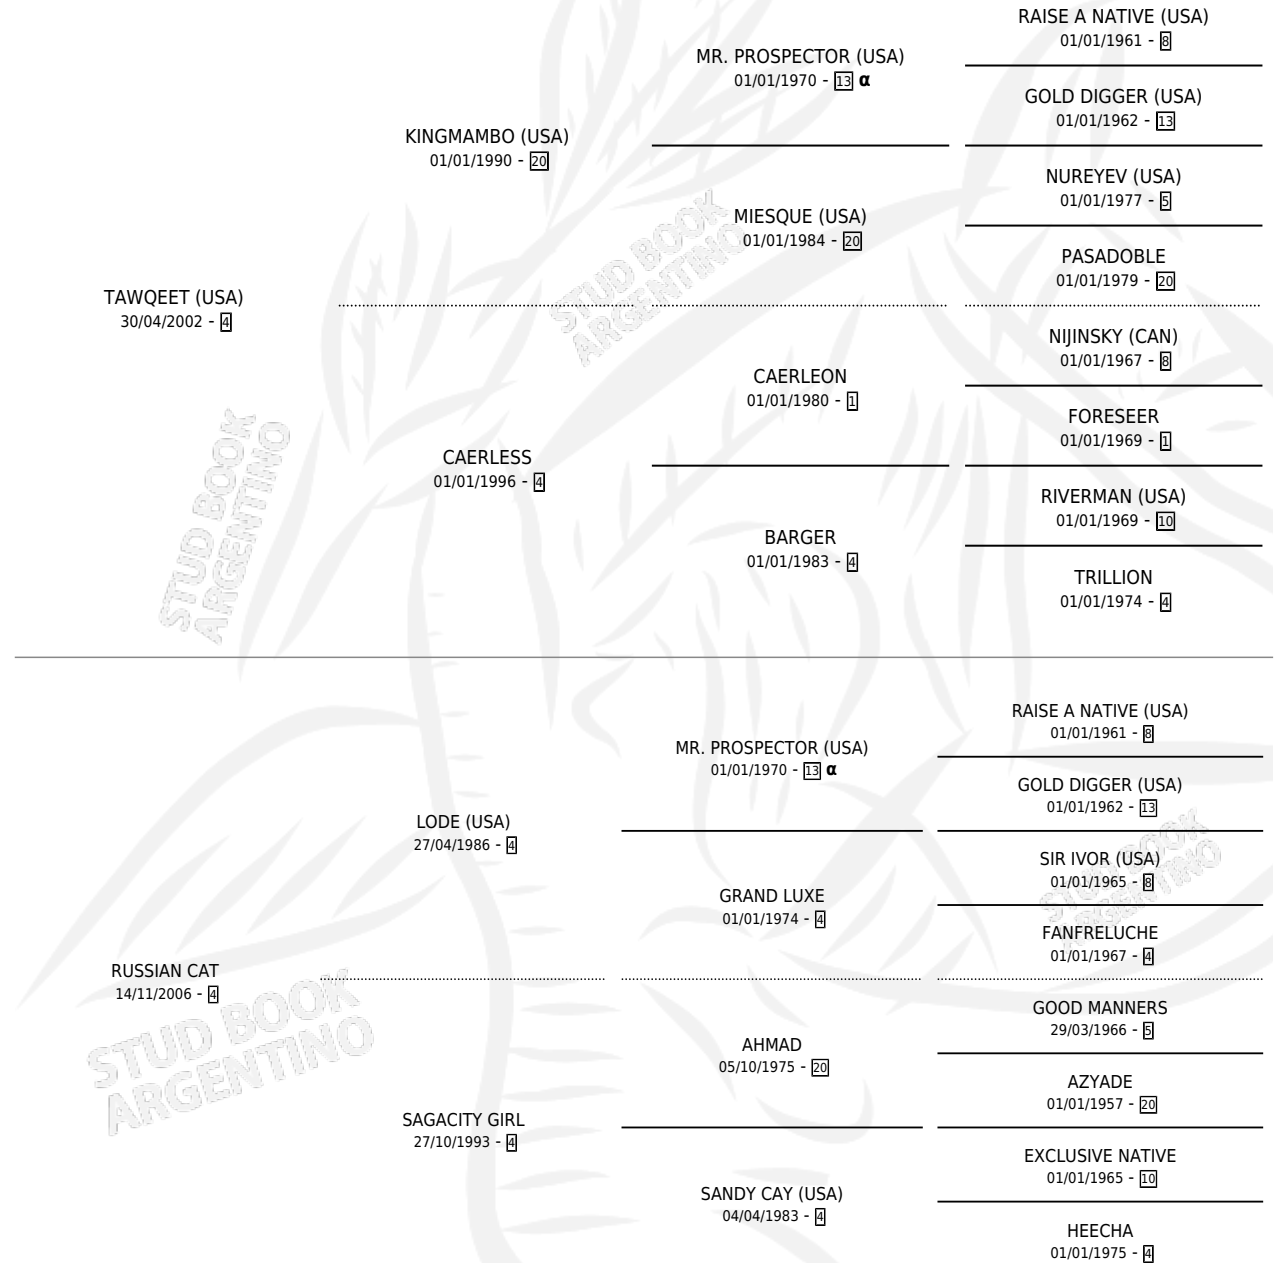 RAISE A NATIVE (USA)
01/01/1961 - 8
MR. PROSPECTOR (USA)
01/01/1970 - 13 α
GOLD DIGGER (USA)
01/01/1962 - 13
KINGMAMBO (USA)
01/01/1990 - 20
NUREYEV (USA)
01/01/1977 - 5
MIESQUE (USA)
01/01/1984 - 20
PASADOBLE
01/01/1979 - 20
TAWQEET (USA)
30/04/2002 - 4
NIJINSKY (CAN)
01/01/1967 - 8
CAERLEON
01/01/1980 - 1
FORESEER
01/01/1969 - 1
CAERLESS
01/01/1996 - 4
RIVERMAN (USA)
01/01/1969 - 10
BARGER
01/01/1983 - 4
TRILLION
01/01/1974 - 4
STUD BOOK
ARGENTINO
STUD BOOK
ARGENTINO
RAISE A NATIVE (USA)
01/01/1961 - 8
MR. PROSPECTOR (USA)
01/01/1970 - 13 α
GOLD DIGGER (USA)
01/01/1962 - 13
LODE (USA)
27/04/1986 - 4
SIR IVOR (USA)
01/01/1965 - 8
GRAND LUXE
01/01/1974 - 4
FANFRELUCHE
01/01/1967 - 4
RUSSIAN CAT
14/11/2006 - 4
GOOD MANNERS
29/03/1966 - 5
AHMAD
05/10/1975 - 20
AZYADE
01/01/1957 - 20
SAGACITY GIRL
27/10/1993 - 4
EXCLUSIVE NATIVE
01/01/1965 - 10
SANDY CAY (USA)
04/04/1983 - 4
HEECHA
01/01/1975 - 4
STUD BOOK
ARGENTINO
STUD BOOK
ARGENTINO